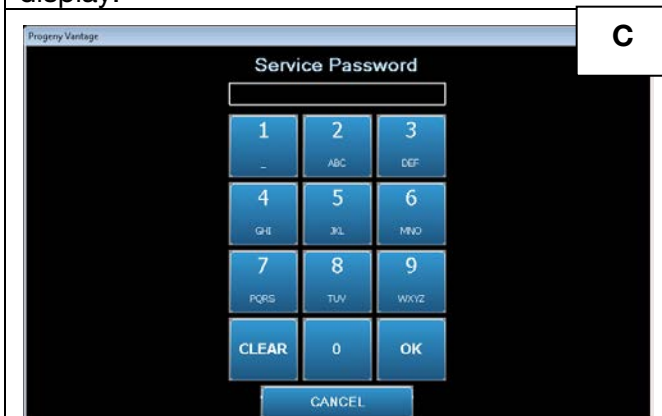 display.
Progeny Vantage
C
Service Password
1 2 3
_ ABC DEF
4 5 6
GHI JKL MNO
7 8 9
PQRS TUV WXYZ
CLEAR 0 OK
CANCEL